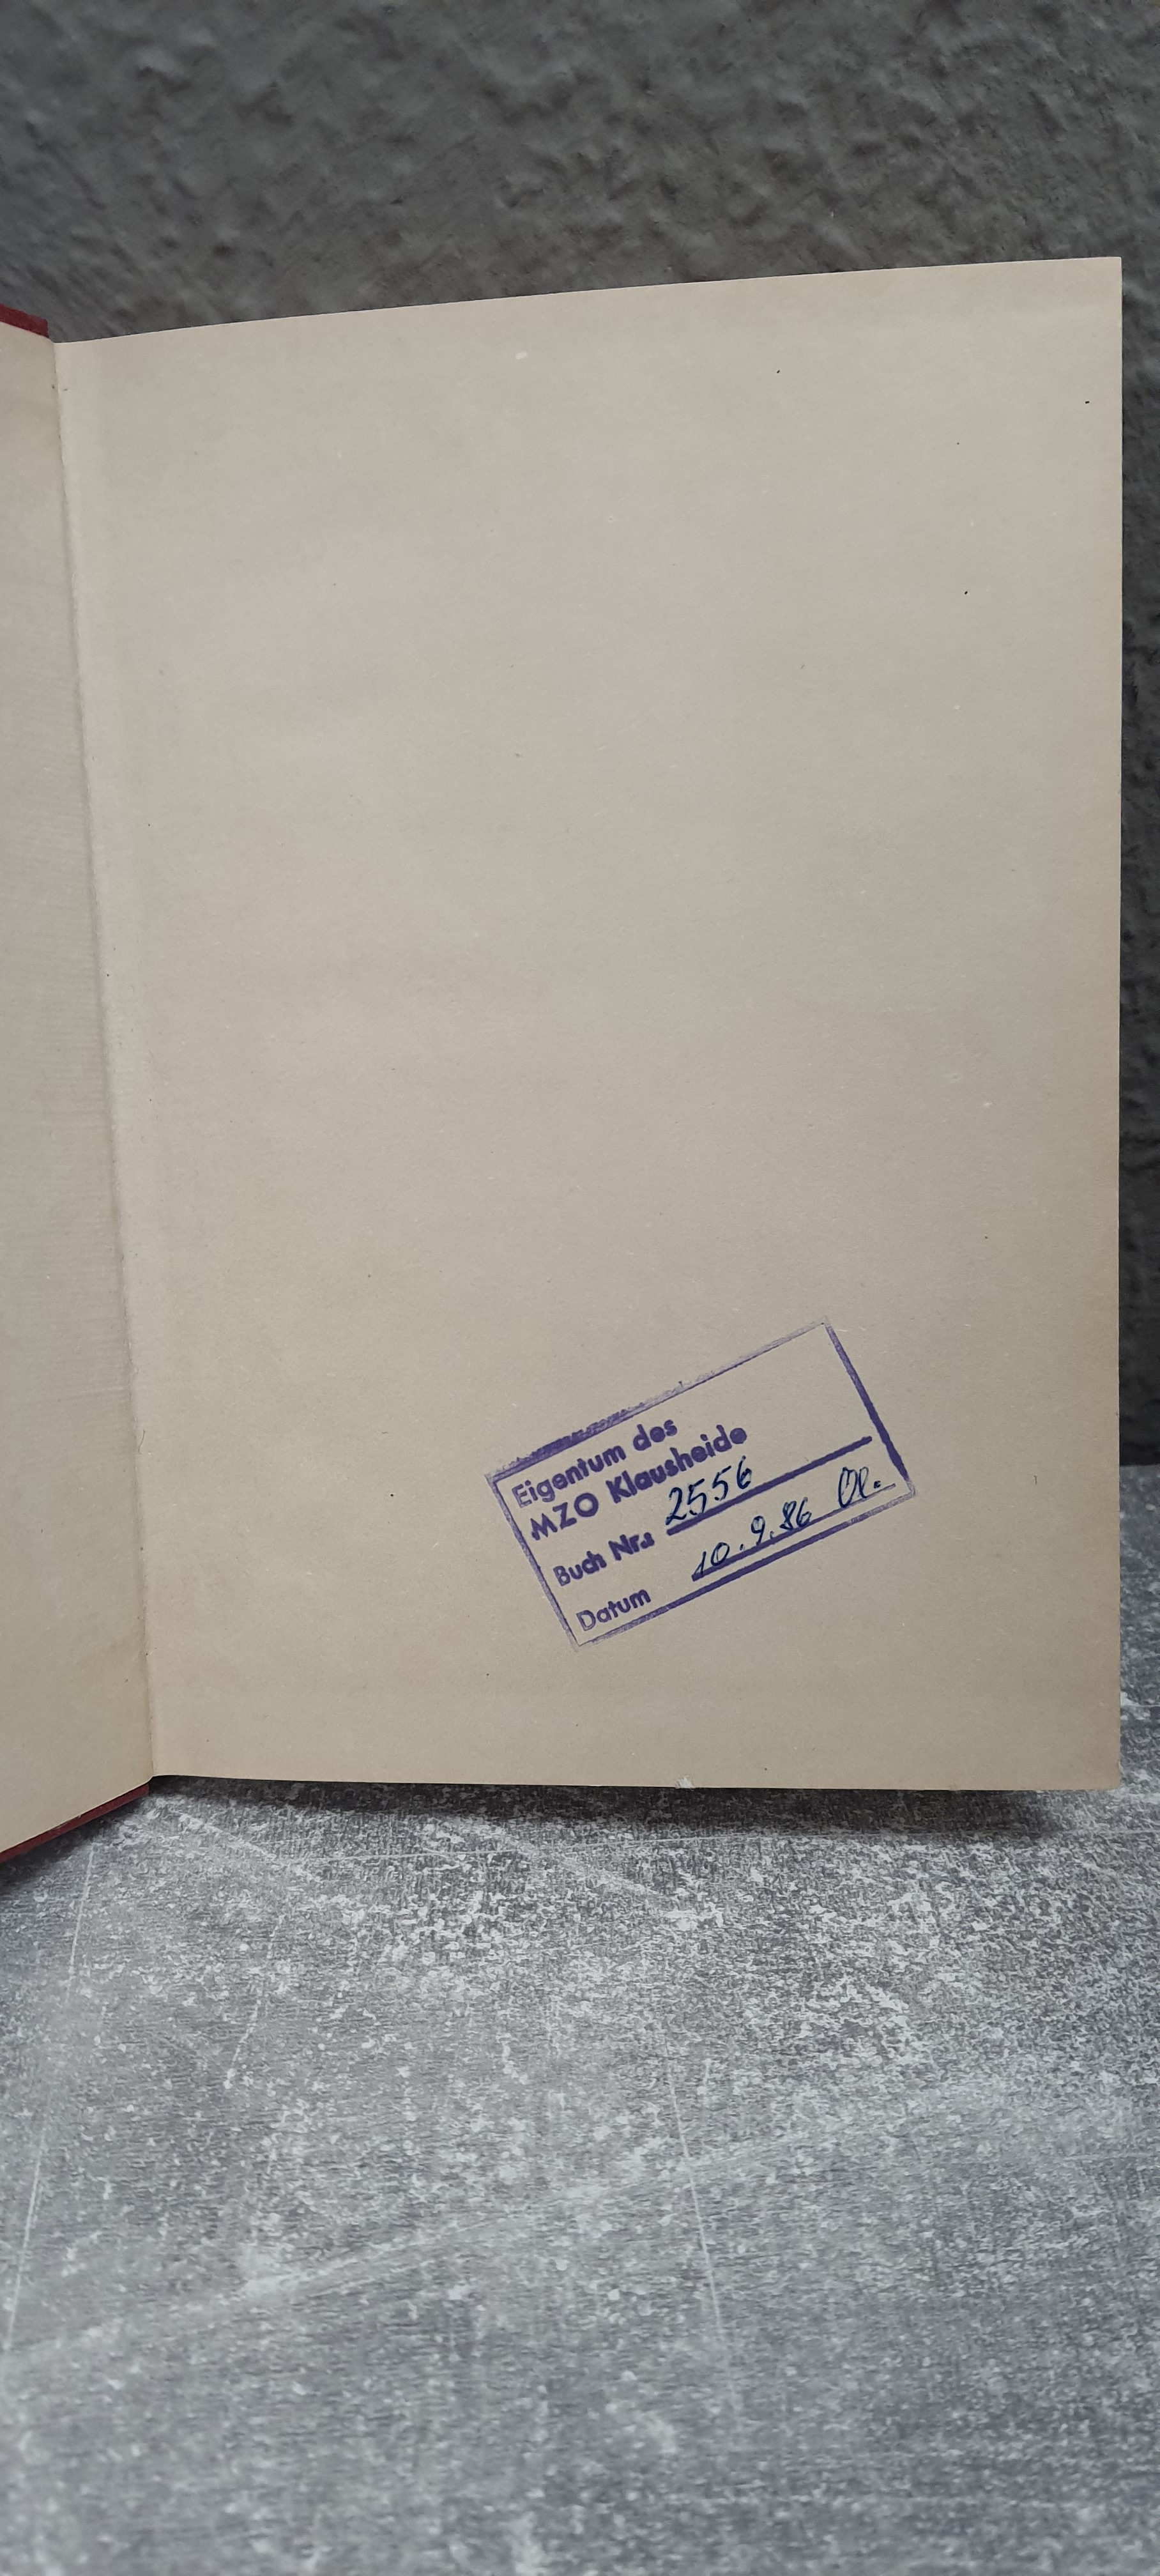 Eigentum des
MZO Klausheide
Buch Nr.: 2556
Datum 10.9.86